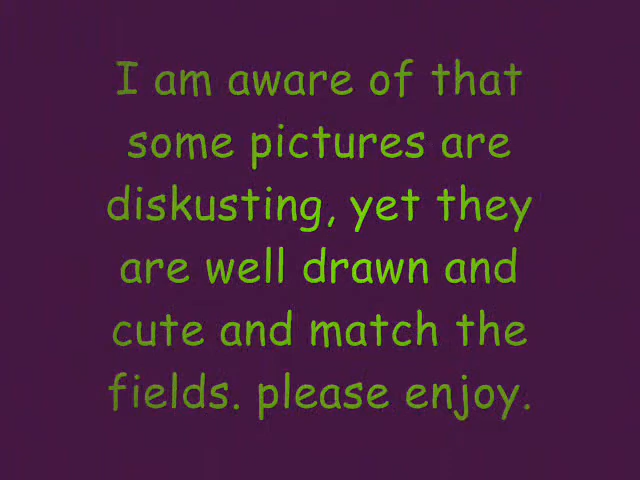 I am aware of that
some pictures are
diskusting, yet they
are well drawn and
cute and match the
fields. please enjoy.